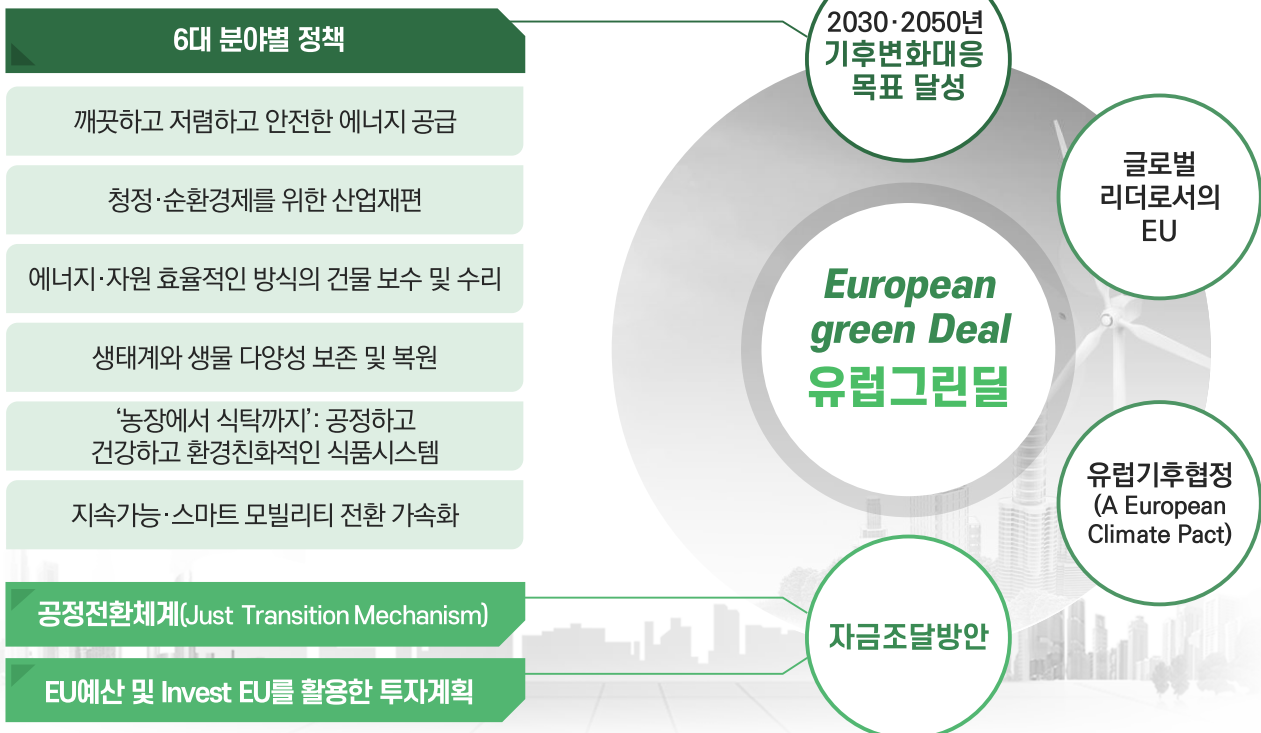 6대 분야별 정책
깨끗하고 저렴하고 안전한 에너지 공급
청정·순환경제를 위한 산업재편
에너지·자원 효율적인 방식의 건물 보수 및 수리
생태계와 생물 다양성 보존 및 복원
‘농장에서 식탁까지’: 공정하고
건강하고 환경친화적인 식품시스템
지속가능·스마트 모빌리티 전환 가속화
공정전환체계(Just Transition Mechanism)
EU예산 및 Invest EU를 활용한 투자계획
2030·2050년
기후변화대응
목표 달성
글로벌
리더로서의
EU
European
green Deal
유럽그린딜
유럽기후협정
(A European
Climate Pact)
자금조달방안